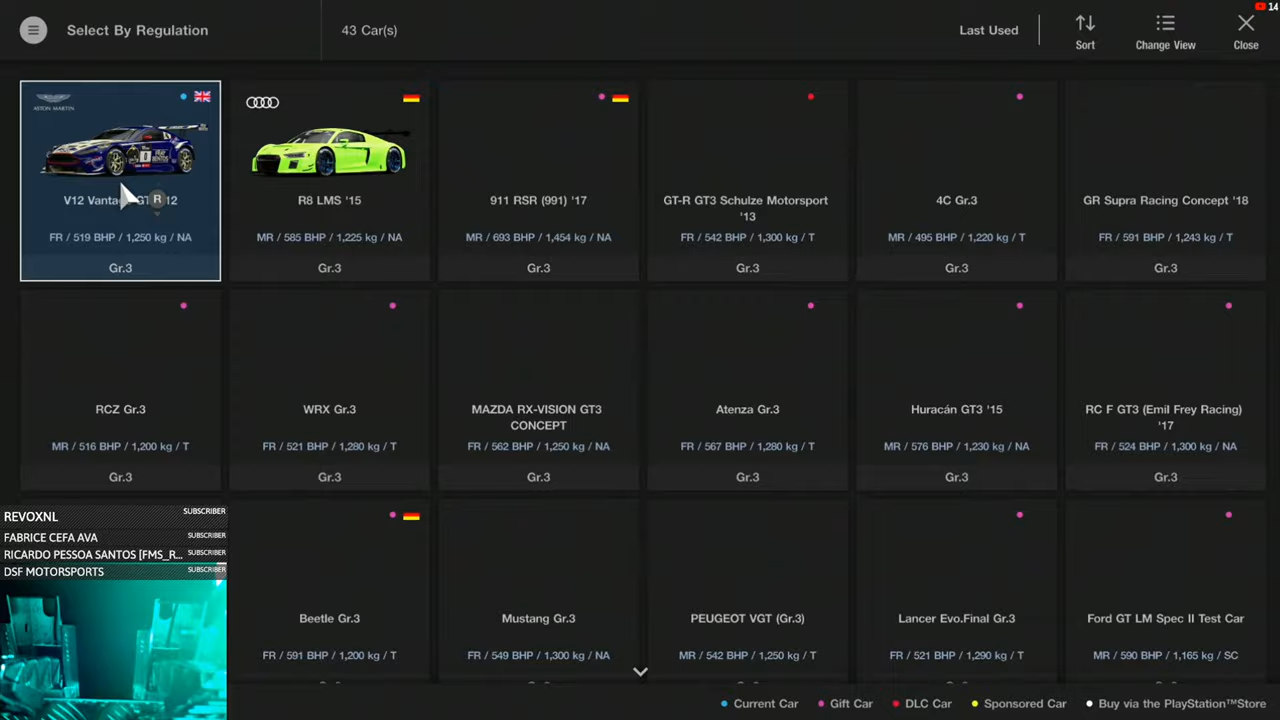 14
Select By Regulation
43 Car(s)
Last Used
Sort
Change View
Close
ASTON MARTIN
V12 Vanta
12
R
FR / 519 BHP / 1,250 kg / NA
Gr.3
R8 LMS '15
MR / 585 BHP / 1,225 kg / NA
Gr.3
911 RSR (991) '17
MR / 693 BHP / 1,454 kg / NA
Gr.3
GT-R GT3 Schulze Motorsport
'13
FR / 542 BHP / 1,300 kg / T
Gr.3
4C Gr.3
MR / 495 BHP / 1,220 kg / T
Gr.3
GR Supra Racing Concept '18
FR / 591 BHP / 1,243 kg / T
Gr.3
RCZ Gr.3
MR / 516 BHP / 1,200 kg / T
Gr.3
WRX Gr.3
FR / 521 BHP / 1,280 kg / T
Gr.3
MAZDA RX-VISION GT3
CONCEPT
FR / 562 BHP / 1,250 kg / NA
Gr.3
Atenza Gr.3
FR / 567 BHP / 1,280 kg / T
Gr.3
Huracán GT3 '15
MR / 576 BHP / 1,230 kg / NA
Gr.3
RC F GT3 (Emil Frey Racing)
'17
FR / 524 BHP / 1,300 kg / NA
Gr.3
REVOXNL SUBSCRIBER
FABRICE CEFA AVA SUBSCRIBER
RICARDO PESSOA SANTOS [FMS_R... SUBSCRIBER
DSF MOTORSPORTS SUBSCRIBER
Beetle Gr.3
FR / 591 BHP / 1,200 kg / T
Mustang Gr.3
FR / 549 BHP / 1,300 kg / NA
PEUGEOT VGT (Gr.3)
MR / 542 BHP / 1,250 kg / T
Lancer Evo.Final Gr.3
FR / 521 BHP / 1,290 kg / T
Ford GT LM Spec II Test Car
MR / 590 BHP / 1,165 kg / SC
Current Car
Gift Car
DLC Car
Sponsored Car
Buy via the PlayStation™Store